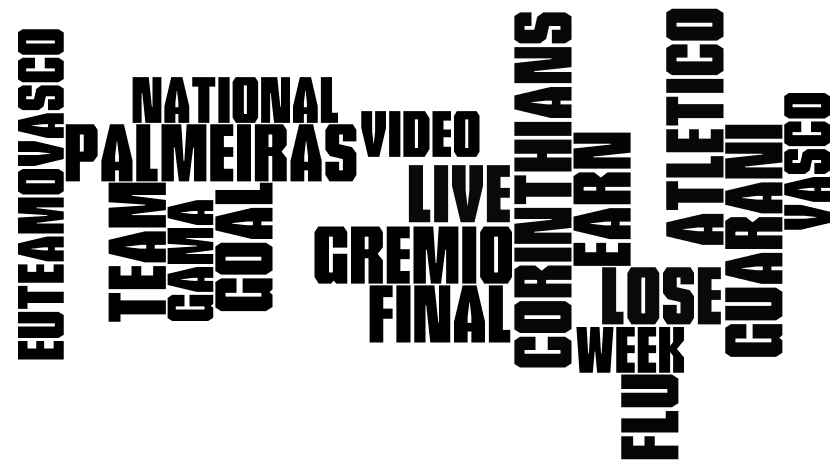 EUTEAMOVASCO
NATIONAL
PALMEIRAS
VIDEO
TEAM
GAMA
GOAL
LIVE
GREMIO
FINAL
CORINTHIANS
EARN
ATLETICO
GUARANI
VASCO
LOSE
WEEK
FLU